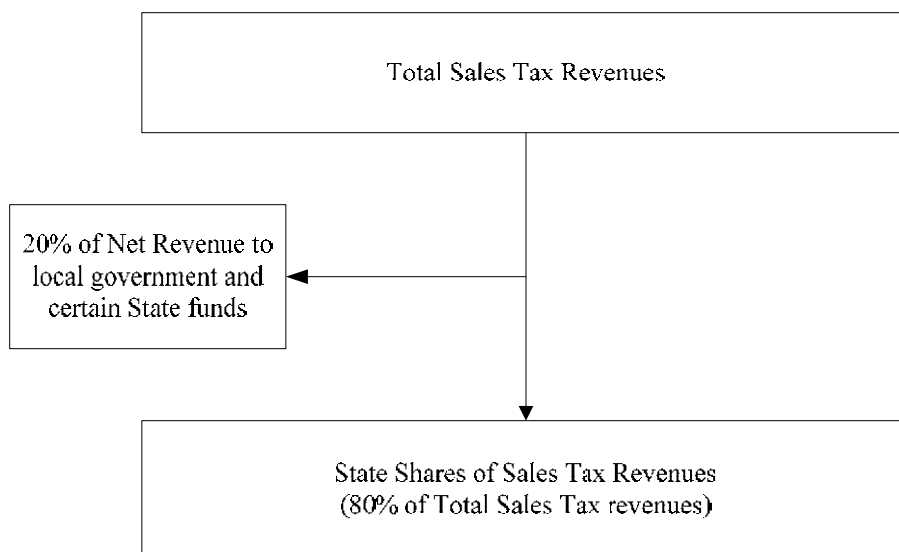 Total Sales Tax Revenues
20% of Net Revenue to
local government and
certain State funds
State Shares of Sales Tax Revenues
(80% of Total Sales Tax revenues)